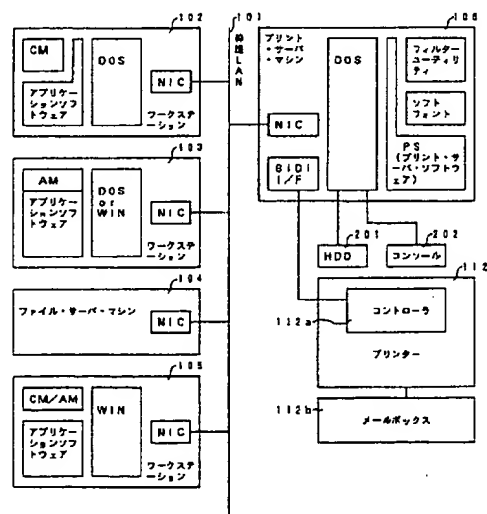 102
CM
DOS
NIC
アプリケー
ションソフト
ウェア
ワークステ
ーション
103
AM
アプリケー
ションソフト
ウェア
DOS
or
WIN
NIC
ワークステ
ーション
104
ファイル・サーバ・マシン
NIC
105
CM/AM
アプリケー
ションソフト
ウェア
WIN
NIC
ワークステ
ーション
101
LAN
106
プリント
・サーバ
・マシン
DOS
フィルター
ユーティリ
ティ
ソフト
フォント
NIC
PS
(プリント・サ
ーバ・ソフトウ
ェア)
BIDI
I/F
201
HDD
202
コンソール
112
コントローラ
112a
プリンター
112b
メールボックス